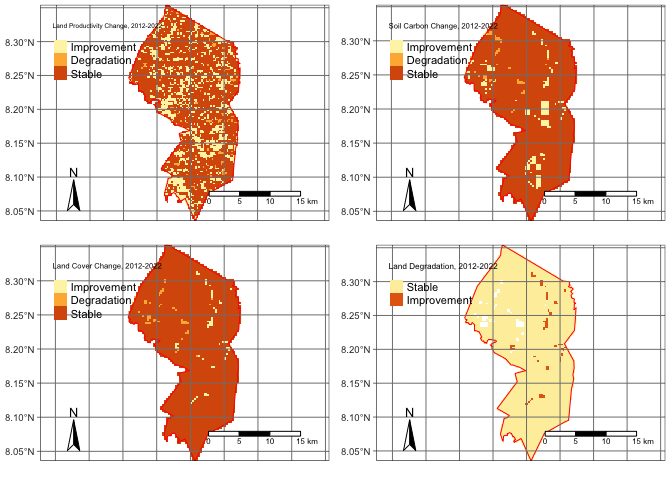 Land Productivity Change, 2012-2022
Improvement
Degradation
Stable
8.30°N
8.25°N
8.20°N
8.15°N
8.10°N
8.05°N
N
0 5 10 15 km
Soil Carbon Change, 2012-2022
Improvement
Degradation
Stable
8.30°N
8.25°N
8.20°N
8.15°N
8.10°N
8.05°N
N
0 5 10 15 km
Land Cover Change, 2012-2022
Improvement
Degradation
Stable
8.30°N
8.25°N
8.20°N
8.15°N
8.10°N
8.05°N
N
0 5 10 15 km
Land Degradation, 2012-2022
Stable
Improvement
8.30°N
8.25°N
8.20°N
8.15°N
8.10°N
8.05°N
N
0 5 10 15 km